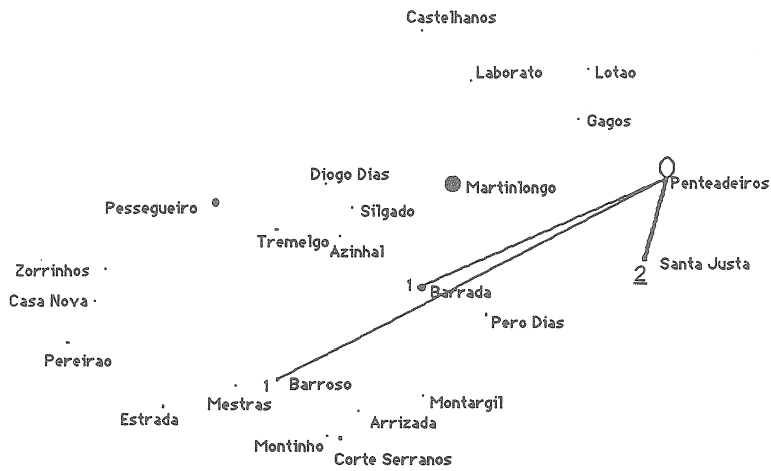 Castelhanos
Laborato
Lotao
Gagos
Diogo Dias
Martinlongo
Penteadeiros
Pessegueiro
Silgado
Tremelgo
Azinhal
Zorrinhos
Santa Justa
2
Casa Nova
1
Barrada
Pero Dias
Pereirao
1
Barroso
Mestras
Montargil
Estrada
Arrizada
Montinho
Corte Serranos